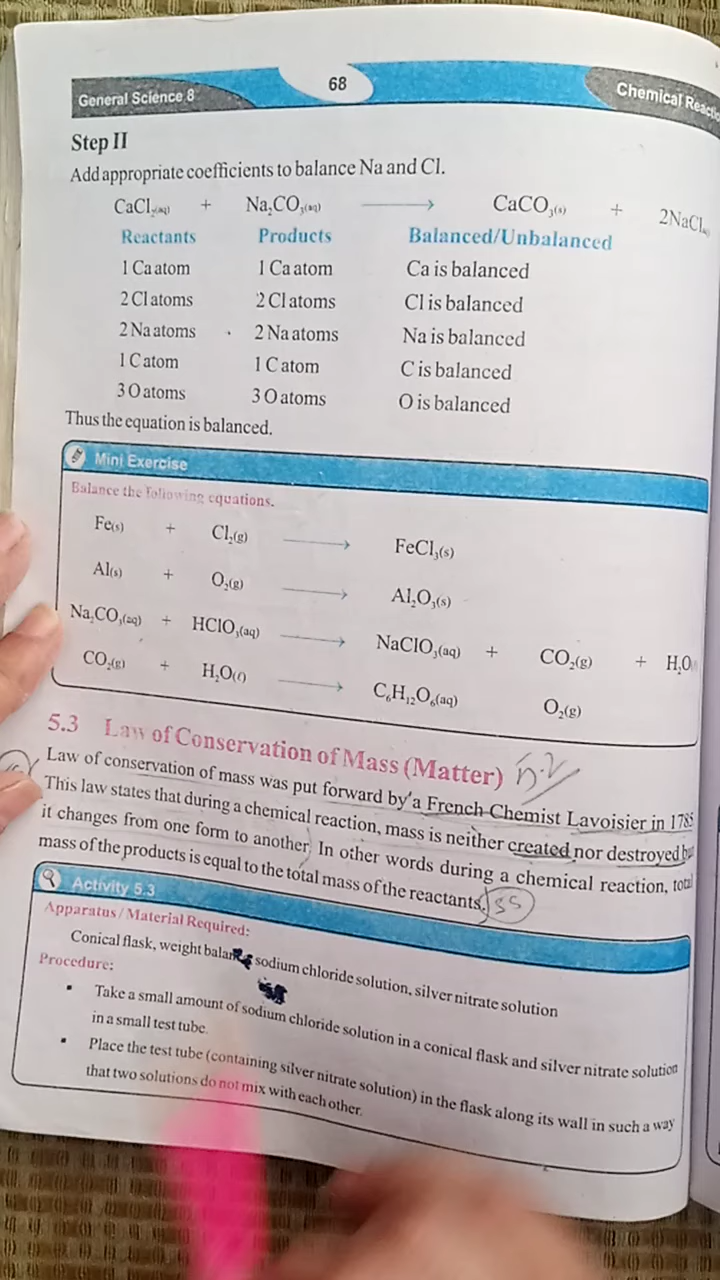 General Science 8
68
Chemical Reactio
Step II
Add appropriate coefficients to balance Na and Cl.
CaCl₂(aq) + Na₂CO₃(aq) ⟶ CaCO₃(s) + 2NaCl
Reactants Products Balanced/Unbalanced
1 Ca atom 1 Ca atom Ca is balanced
2 Cl atoms 2 Cl atoms Cl is balanced
2 Na atoms 2 Na atoms Na is balanced
1 C atom 1 C atom C is balanced
3 O atoms 3 O atoms O is balanced
Thus the equation is balanced.
Mini Exercise
Balance the following equations.
Fe(s) + Cl₂(g) ⟶ FeCl₃(s)
Al(s) + O₂(g) ⟶ Al₂O₃(s)
Na₂CO₃(aq) + HClO₃(aq) ⟶ NaClO₃(aq) + CO₂(g) + H₂O
CO₂(g) + H₂O(ℓ) ⟶ C₆H₁₂O₆(aq) O₂(g)
5.3 Law of Conservation of Mass (Matter)
Law of conservation of mass was put forward by a French Chemist Lavoisier in 1785
This law states that during a chemical reaction, mass is neither created nor destroyed
it changes from one form to another. In other words during a chemical reaction, total
mass of the products is equal to the total mass of the reactants.
Activity 5.3
Apparatus / Material Required:
Conical flask, weight sodium chloride solution, silver nitrate solution
Procedure:
▪ Take a small amount of sodium chloride solution in a conical flask and silver nitrate solution
in a small test tube.
▪ Place the test tube (containing silver nitrate solution) in the flask along its wall in such a way
that two solutions do not mix with each other.